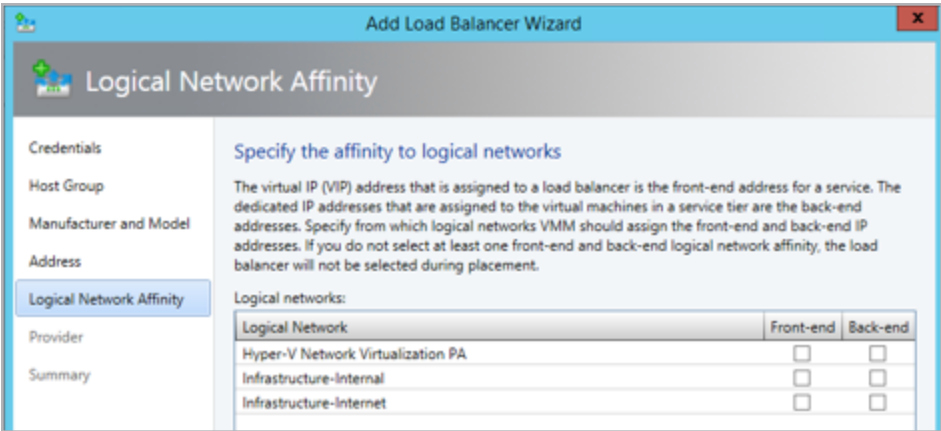 Add Load Balancer Wizard
x
Logical Network Affinity
Credentials
Host Group
Manufacturer and Model
Address
Logical Network Affinity
Provider
Summary
Specify the affinity to logical networks
The virtual IP (VIP) address that is assigned to a load balancer is the front-end address for a service. The
dedicated IP addresses that are assigned to the virtual machines in a service tier are the back-end
addresses. Specify from which logical networks VMM should assign the front-end and back-end IP
addresses. If you do not select at least one front-end and back-end logical network affinity, the load
balancer will not be selected during placement.
Logical networks:
Logical Network Front-end Back-end
Hyper-V Network Virtualization PA
Infrastructure-Internal
Infrastructure-Internet